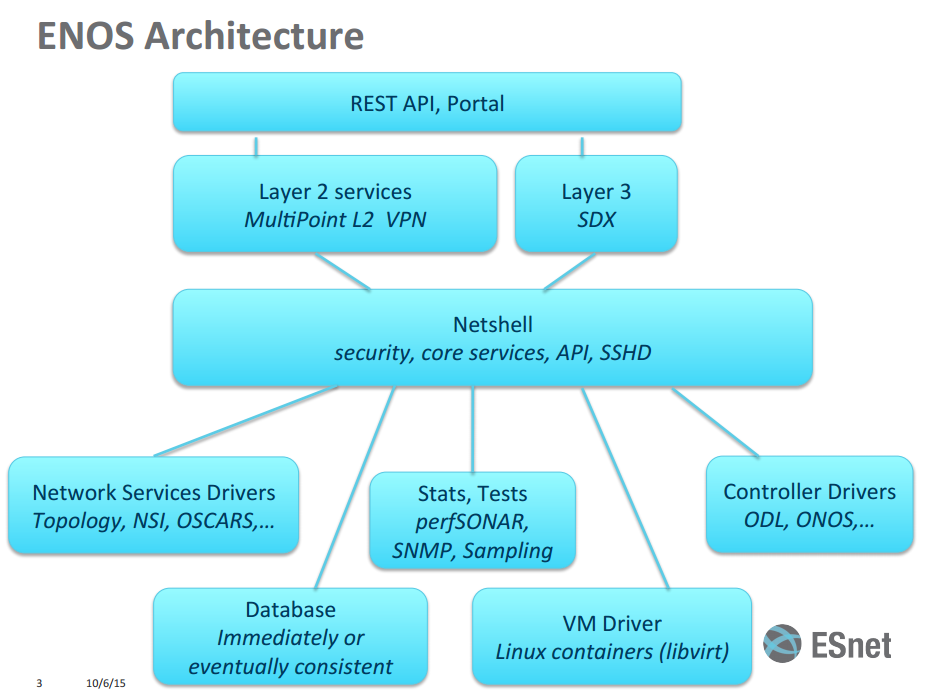 ENOS Architecture
REST API, Portal
Layer 2 services
MultiPoint L2 VPN
Layer 3
SDX
Netshell
security, core services, API, SSHD
Network Services Drivers
Topology, NSI, OSCARS,...
Stats, Tests
perfSONAR,
SNMP, Sampling
Controller Drivers
ODL, ONOS,...
Database
Immediately or
eventually consistent
VM Driver
Linux containers (libvirt)
ESnet
3 10/6/15